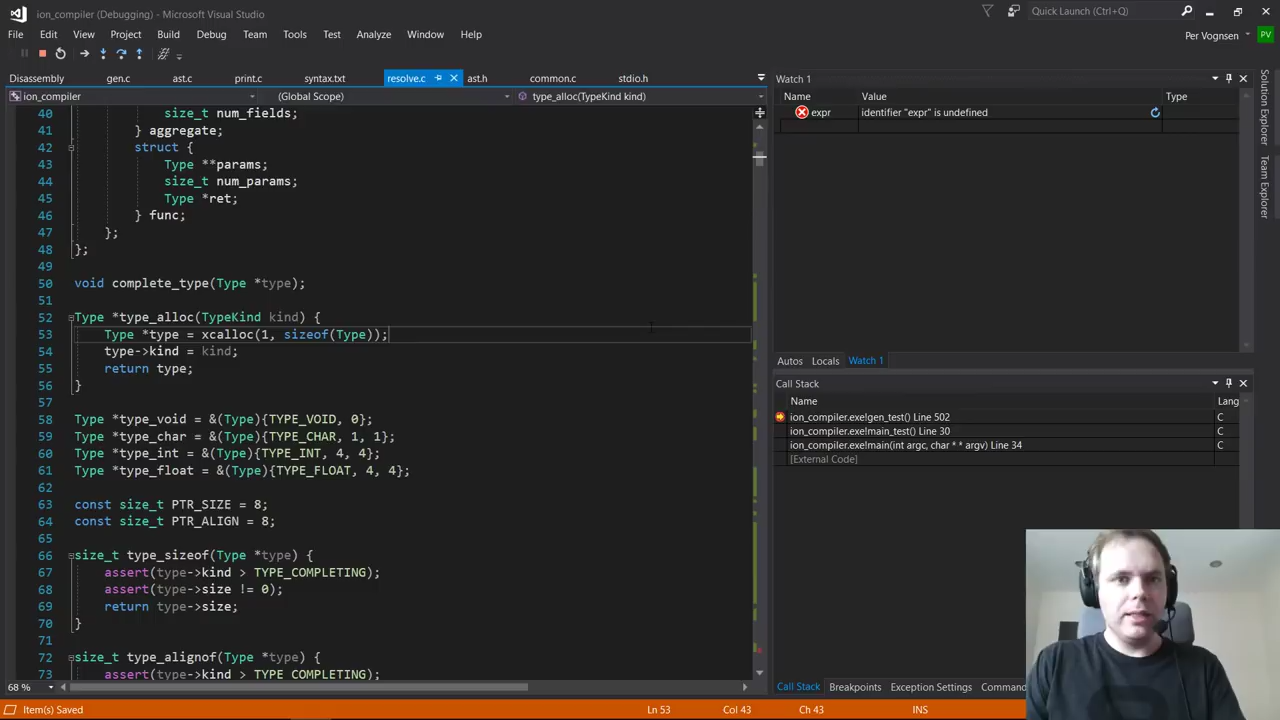 ion_compiler (Debugging) - Microsoft Visual Studio
Quick Launch (Ctrl+Q)
File Edit View Project Build Debug Team Tools Test Analyze Window Help
Per Vognsen PV
Disassembly gen.c ast.c print.c syntax.txt resolve.c ast.h common.c stdio.h
ion_compiler (Global Scope) type_alloc(TypeKind kind)
40 size_t num_fields;
41 } aggregate;
42 struct {
43 Type **params;
44 size_t num_params;
45 Type *ret;
46 } func;
47 };
48 };
49
50 void complete_type(Type *type);
51
52 Type *type_alloc(TypeKind kind) {
53 Type *type = xcalloc(1, sizeof(Type));
54 type->kind = kind;
55 return type;
56 }
57
58 Type *type_void = &(Type){TYPE_VOID, 0};
59 Type *type_char = &(Type){TYPE_CHAR, 1, 1};
60 Type *type_int = &(Type){TYPE_INT, 4, 4};
61 Type *type_float = &(Type){TYPE_FLOAT, 4, 4};
62
63 const size_t PTR_SIZE = 8;
64 const size_t PTR_ALIGN = 8;
65
66 size_t type_sizeof(Type *type) {
67 assert(type->kind > TYPE_COMPLETING);
68 assert(type->size != 0);
69 return type->size;
70 }
71
72 size_t type_alignof(Type *type) {
73 assert(type->kind > TYPE_COMPLETING);
68 %
Watch 1
Name Value Type
expr identifier "expr" is undefined
Autos Locals Watch 1
Call Stack
Name Lang
ion_compiler.exe!gen_test() Line 502 C
ion_compiler.exe!main_test() Line 30 C
ion_compiler.exe!main(int argc, char * * argv) Line 34 C
[External Code]
Call Stack Breakpoints Exception Settings Command
Solution Explorer
Team Explorer
Item(s) Saved Ln 53 Col 43 Ch 43 INS